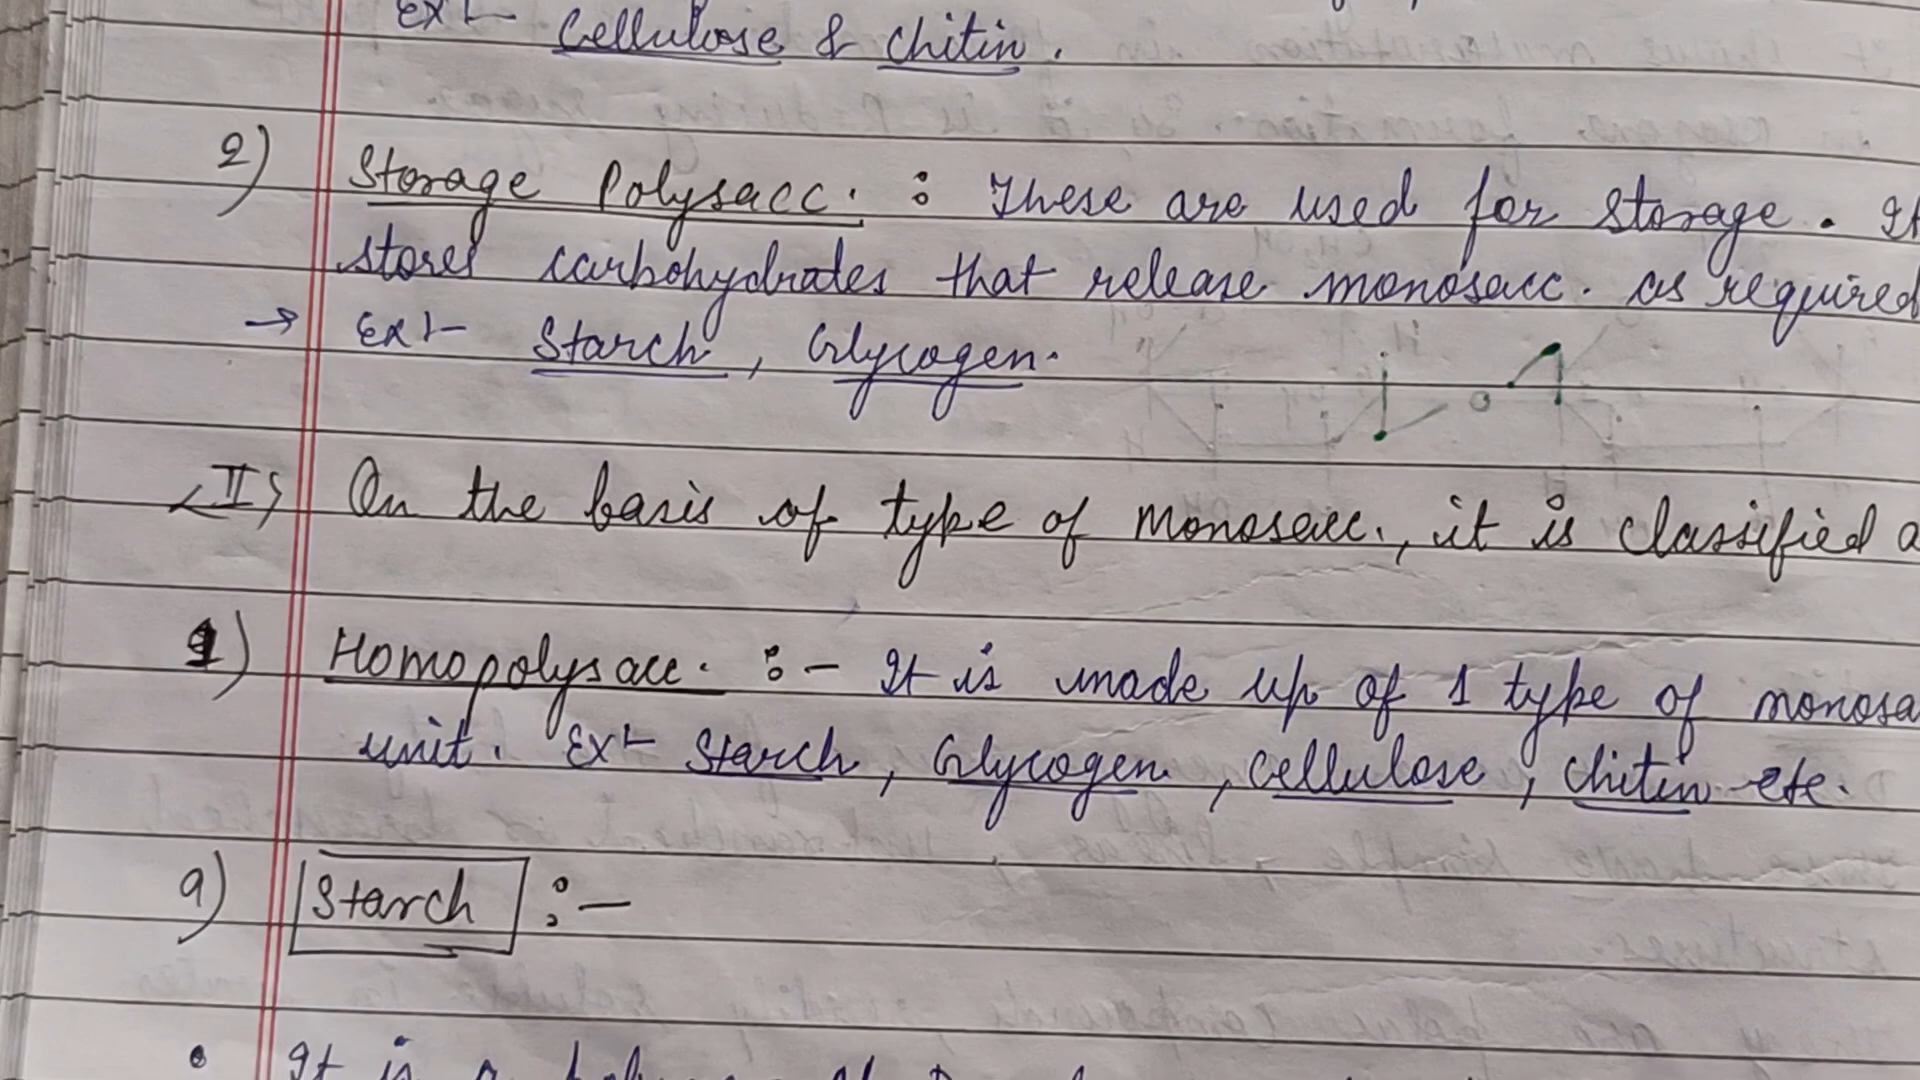 Ex:- Cellulose & Chitin.
2) Storage Polysacc. : These are used for storage. It
stores carbohydrates that release monosacc. as required
→ Ex:- Starch, Glycogen.
<II> On the basis of type of monosacc., it is classified a
1) Homopolysacc. :- It is made up of 1 type of monosa
unit. Ex:- Starch, Glycogen, Cellulose, Chitin etc.
a) Starch :-
• It is a